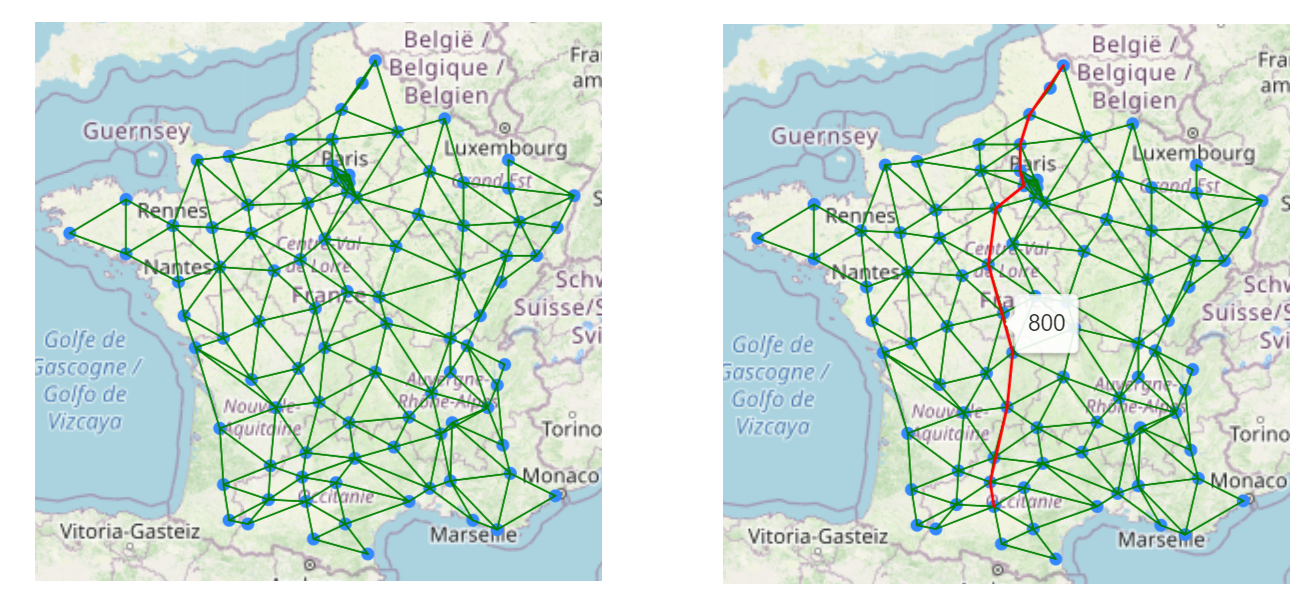 België /
Belgique /
Belgien
Fra
am
Guernsey
Luxembourg
Paris
Grand Est
Rennes
Centre-Val
de Loire
Nantes
France
Schw
Suisse/S
Svi
Golfe de
Gascogne /
Golfo de
Vizcaya
Auvergne-
Rhône-Alpes
Nouvelle-
Aquitaine
Torino
Monaco
Occitanie
Vitoria-Gasteiz
Marseille
België /
Belgique /
Belgien
Fra
am
Guernsey
Luxembourg
Paris
Grand Est
Rennes
Centre-Val
de Loire
Nantes
Fra
800
Schw
Suisse/S
Svi
Golfe de
Gascogne /
Golfo de
Vizcaya
Auvergne-
Rhône-Alpes
Nouvelle-
Aquitaine
Torino
Monaco
Occitanie
Vitoria-Gasteiz
Marseille